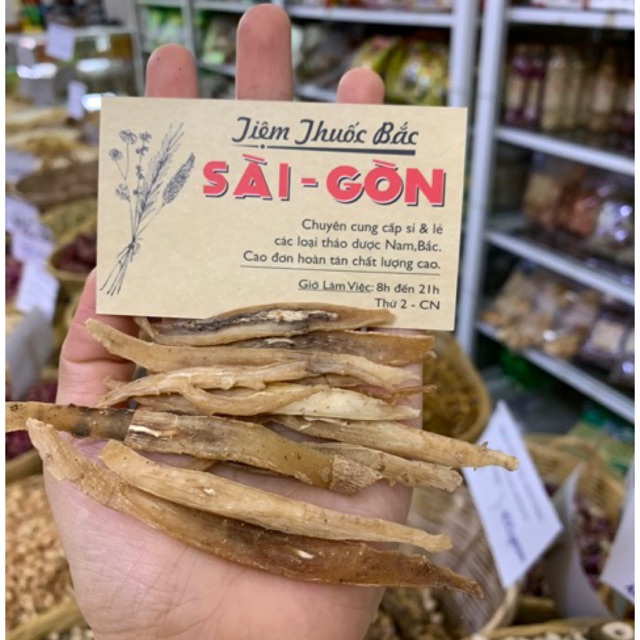 Tiệm Thuốc Bắc
SÀI-GÒN
Chuyên cung cấp sỉ & lẻ
các loại thảo dược Nam,Bắc.
Cao đơn hoàn tán chất lượng cao.
Giờ Làm Việc: 8h đến 21h
Thứ 2 - CN